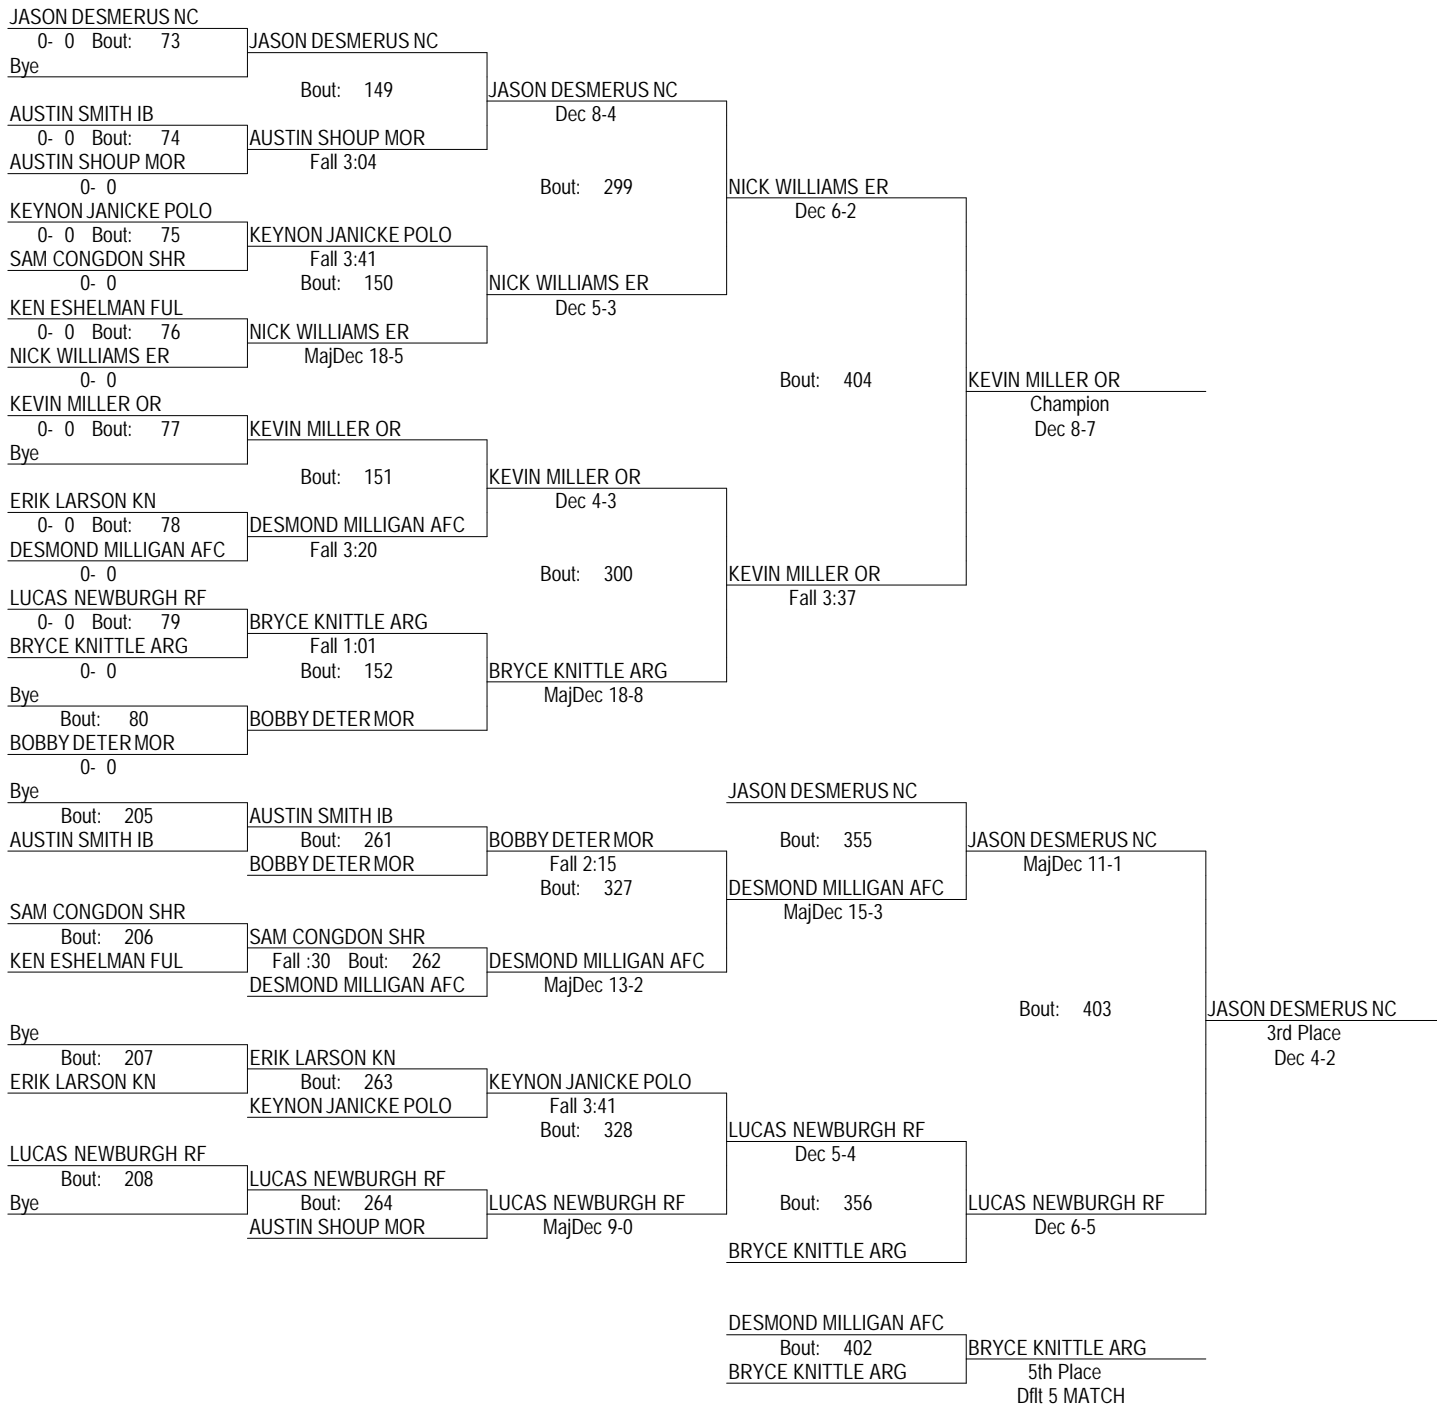 JASON DESMERUS NC
0- 0 Bout: 73
JASON DESMERUS NC
Bye
Bout: 149
JASON DESMERUS NC
AUSTIN SMITH IB
Dec 8-4
0- 0 Bout: 74
AUSTIN SHOUP MOR
AUSTIN SHOUP MOR
Fall 3:04
0- 0
Bout: 299
NICK WILLIAMS ER
KEYNON JANICKE POLO
Dec 6-2
0- 0 Bout: 75
KEYNON JANICKE POLO
SAM CONGDON SHR
Fall 3:41
0- 0
Bout: 150
NICK WILLIAMS ER
KEN ESHELMAN FUL
Dec 5-3
0- 0 Bout: 76
NICK WILLIAMS ER
NICK WILLIAMS ER
MajDec 18-5
0- 0
Bout: 404
KEVIN MILLER OR
KEVIN MILLER OR
Champion
0- 0 Bout: 77
KEVIN MILLER OR
Dec 8-7
Bye
Bout: 151
KEVIN MILLER OR
ERIK LARSON KN
Dec 4-3
0- 0 Bout: 78
DESMOND MILLIGAN AFC
DESMOND MILLIGAN AFC
Fall 3:20
0- 0
Bout: 300
KEVIN MILLER OR
LUCAS NEWBURGH RF
Fall 3:37
0- 0 Bout: 79
BRYCE KNITTLE ARG
BRYCE KNITTLE ARG
Fall 1:01
0- 0
Bout: 152
BRYCE KNITTLE ARG
Bye
MajDec 18-8
Bout: 80
BOBBY DETER MOR
BOBBY DETER MOR
0- 0
Bye
JASON DESMERUS NC
Bout: 205
AUSTIN SMITH IB
AUSTIN SMITH IB
Bout: 261
BOBBY DETER MOR
Bout: 355
JASON DESMERUS NC
BOBBY DETER MOR
Fall 2:15
MajDec 11-1
Bout: 327
DESMOND MILLIGAN AFC
SAM CONGDON SHR
MajDec 15-3
Bout: 206
SAM CONGDON SHR
KEN ESHELMAN FUL
Fall :30 Bout: 262
DESMOND MILLIGAN AFC
DESMOND MILLIGAN AFC
MajDec 13-2
Bout: 403
JASON DESMERUS NC
Bye
3rd Place
Bout: 207
ERIK LARSON KN
Dec 4-2
ERIK LARSON KN
Bout: 263
KEYNON JANICKE POLO
KEYNON JANICKE POLO
Fall 3:41
Bout: 328
LUCAS NEWBURGH RF
LUCAS NEWBURGH RF
Dec 5-4
Bout: 208
LUCAS NEWBURGH RF
Bye
Bout: 264
LUCAS NEWBURGH RF
Bout: 356
LUCAS NEWBURGH RF
AUSTIN SHOUP MOR
MajDec 9-0
Dec 6-5
BRYCE KNITTLE ARG
DESMOND MILLIGAN AFC
Bout: 402
BRYCE KNITTLE ARG
BRYCE KNITTLE ARG
5th Place
Dflt 5 MATCH